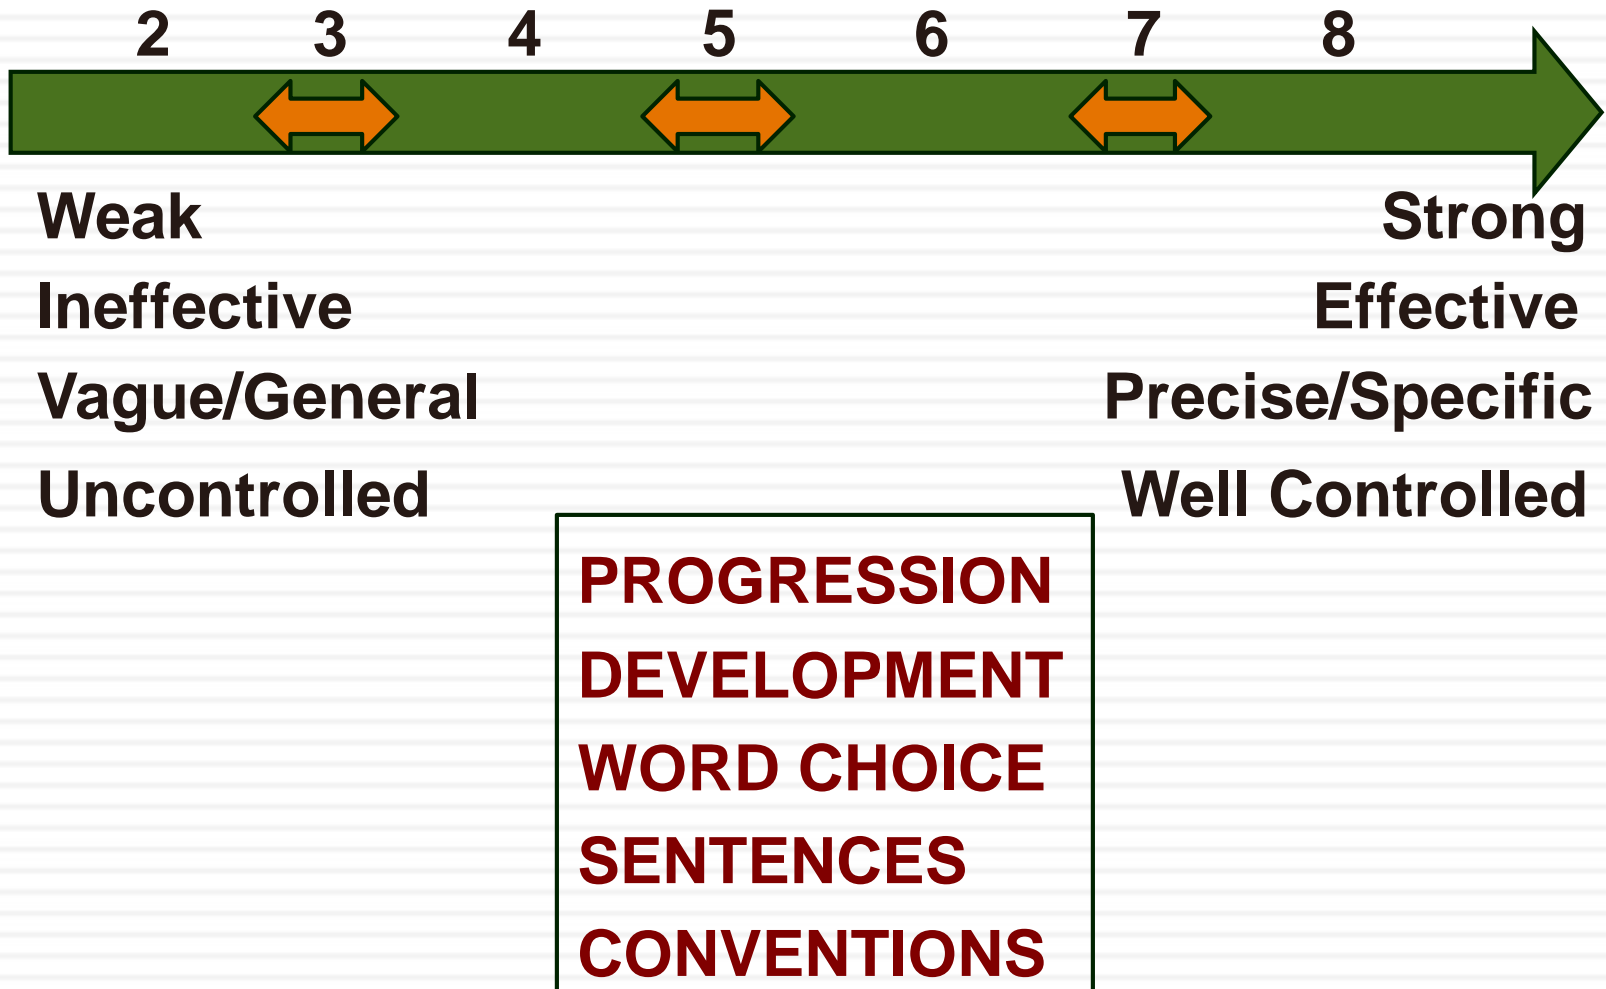 2 3 4 5 6 7 8
Weak Strong
Ineffective Effective
Vague/General Precise/Specific
Uncontrolled Well Controlled
PROGRESSION
DEVELOPMENT
WORD CHOICE
SENTENCES
CONVENTIONS